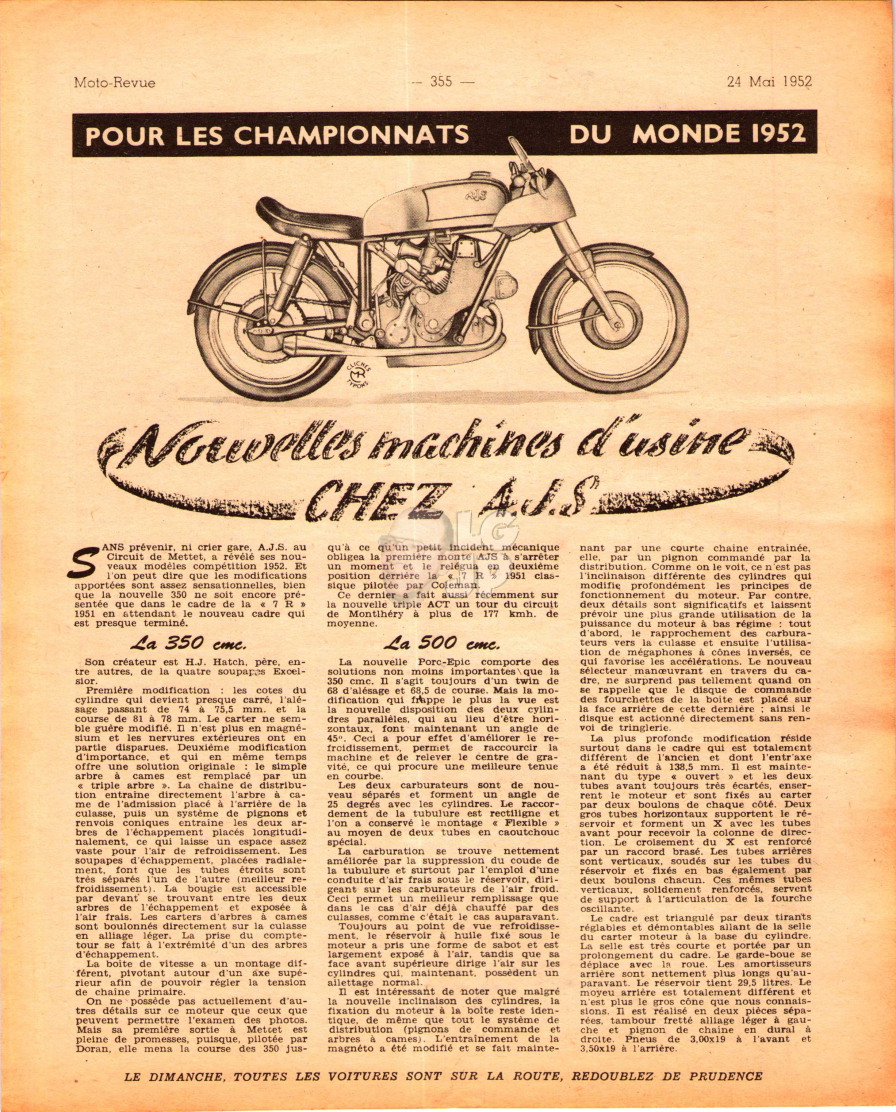 Moto-Revue
— 355 —
24 Mai 1952
POUR LES CHAMPIONNATS DU MONDE 1952
AJS
CLICHÉS
MR
TYPONS
Nouvelles machines d'usine
CHEZ A.J.S.
SANS prévenir, ni crier gare, A.J.S. au
Circuit de Mettet, a révélé ses nou-
veaux modèles compétition 1952. Et
l'on peut dire que les modifications
apportées sont assez sensationnelles, bien
que la nouvelle 350 ne soit encore pré-
sentée que dans le cadre de la « 7 R »
1951 en attendant le nouveau cadre qui
est presque terminé.
La 350 cmc.
Son créateur est H.J. Hatch, père, en-
tre autres, de la quatre soupapes Excel-
sior.
Première modification : les cotes du
cylindre qui devient presque carré, l'alé-
sage passant de 74 à 75,5 mm. et la
course de 81 à 78 mm. Le carter ne sem-
ble guère modifié. Il n'est plus en magné-
sium et les nervures extérieures ont en
partie disparues. Deuxième modification
d'importance, et qui en même temps
offre une solution originale : le simple
arbre à cames est remplacé par un
« triple arbre ». La chaîne de distribu-
tion entraîne directement l'arbre à ca-
me de l'admission placé à l'arrière de la
culasse, puis un système de pignons et
renvois coniques entraîne les deux ar-
bres de l'échappement placés longitudi-
nalement, ce qui laisse un espace assez
vaste pour l'air de refroidissement. Les
soupapes d'échappement, placées radiale-
ment, font que les tubes étroits sont
très séparés l'un de l'autre (meilleur re-
froidissement). La bougie est accessible
par devant se trouvant entre les deux
arbres de l'échappement et exposée à
l'air frais. Les carters d'arbres à cames
sont boulonnés directement sur la culasse
en alliage léger. La prise du compte-
tour se fait à l'extrémité d'un des arbres
d'échappement.
La boîte de vitesse a un montage dif-
férent, pivotant autour d'un axe supé-
rieur afin de pouvoir régler la tension
de chaîne primaire.
On ne possède pas actuellement d'au-
tres détails sur ce moteur que ceux que
peuvent permettre l'examen des photos.
Mais sa première sortie à Mettet est
pleine de promesses, puisque, pilotée par
Doran, elle mena la course des 350 jus-
qu'à ce qu'un petit incident mécanique
obligea la première monte AJS à s'arrêter
un moment et le relégua en deuxième
position derrière la « 7 R » 1951 clas-
sique pilotée par Coleman.
Ce dernier a fait aussi récemment sur
la nouvelle triple ACT un tour du circuit
de Montlhéry à plus de 177 kmh. de
moyenne.
La 500 cmc.
La nouvelle Porc-Epic comporte des
solutions non moins importantes que la
350 cmc. Il s'agit toujours d'un twin de
68 d'alésage et 68,5 de course. Mais la mo-
dification qui frappe le plus la vue est
la nouvelle disposition des deux cylin-
dres parallèles, qui au lieu d'être hori-
zontaux, font maintenant un angle de
45°. Ceci a pour effet d'améliorer le re-
froidissement, permet de raccourcir la
machine et de relever le centre de gra-
vité, ce qui procure une meilleure tenue
en courbe.
Les deux carburateurs sont de nou-
veau séparés et forment un angle de
25 degrés avec les cylindres. Le raccor-
dement de la tubulure est rectiligne et
l'on a conservé le montage « Flexible »
au moyen de deux tubes en caoutchouc
spécial.
La carburation se trouve nettement
améliorée par la suppression du coude de
la tubulure et surtout par l'emploi d'une
conduite d'air frais sous le réservoir, diri-
geant sur les carburateurs de l'air froid.
Ceci permet un meilleur remplissage que
dans le cas d'air déjà chauffé par des
culasses, comme c'était le cas auparavant.
Toujours au point de vue refroidisse-
ment, le réservoir à huile fixé sous le
moteur a pris une forme de sabot et est
largement exposé à l'air, tandis que sa
face avant supérieure dirige l'air sur les
cylindres qui, maintenant, possèdent un
ailettage normal.
Il est intéressant de noter que malgré
la nouvelle inclinaison des cylindres, la
fixation du moteur à la boîte reste iden-
tique, de même que tout le système de
distribution (pignons de commande et
arbres à cames). L'entraînement de la
magnéto a été modifié et se fait mainte-
nant par une courte chaîne entraînée,
elle, par un pignon commandé par la
distribution. Comme on le voit, ce n'est pas
l'inclinaison différente des cylindres qui
modifie profondément les principes de
fonctionnement du moteur. Par contre,
deux détails sont significatifs et laissent
prévoir une plus grande utilisation de la
puissance du moteur à bas régime : tout
d'abord, le rapprochement des carbura-
teurs vers la culasse et ensuite l'utilisa-
tion de mégaphones à cônes inversés, ce
qui favorise les accélérations. Le nouveau
sélecteur manœuvrant en travers du ca-
dre, ne surprend pas tellement quand on
se rappelle que le disque de commande
des fourchettes de la boîte est placé sur
la face arrière de cette dernière ; ainsi le
disque est actionné directement sans ren-
voi de tringlerie.
La plus profonde modification réside
surtout dans le cadre qui est totalement
différent de l'ancien et dont l'entr'axe
a été réduit à 138,5 mm. Il est mainte-
nant du type « ouvert » et les deux
tubes avant toujours très écartés, enser-
rent le moteur et sont fixés au carter
par deux boulons de chaque côté. Deux
gros tubes horizontaux supportent le ré-
servoir et forment un X avec les tubes
avant pour recevoir la colonne de direc-
tion. Le croisement du X est renforcé
par un raccord brasé. Les tubes arrières
sont verticaux, soudés sur les tubes du
réservoir et fixés en bas également par
deux boulons chacun. Ces mêmes tubes
verticaux, solidement renforcés, servent
de support à l'articulation de la fourche
oscillante.
Le cadre est triangulé par deux tirants
réglables et démontables allant de la selle
du carter moteur à la base du cylindre.
La selle est très courte et portée par un
prolongement du cadre. Le garde-boue se
déplace avec la roue. Les amortisseurs
arrière sont nettement plus longs qu'au-
paravant. Le réservoir tient 29,5 litres. Le
moyeu arrière est totalement différent et
n'est plus le gros cône que nous connais-
sions. Il est réalisé en deux pièces sépa-
rées, tambour fretté alliage léger à gau-
che et pignon de chaîne en dural à
droite. Pneus de 3,00x19 à l'avant et
3,50x19 à l'arrière.
LE DIMANCHE, TOUTES LES VOITURES SONT SUR LA ROUTE, REDOUBLEZ DE PRUDENCE